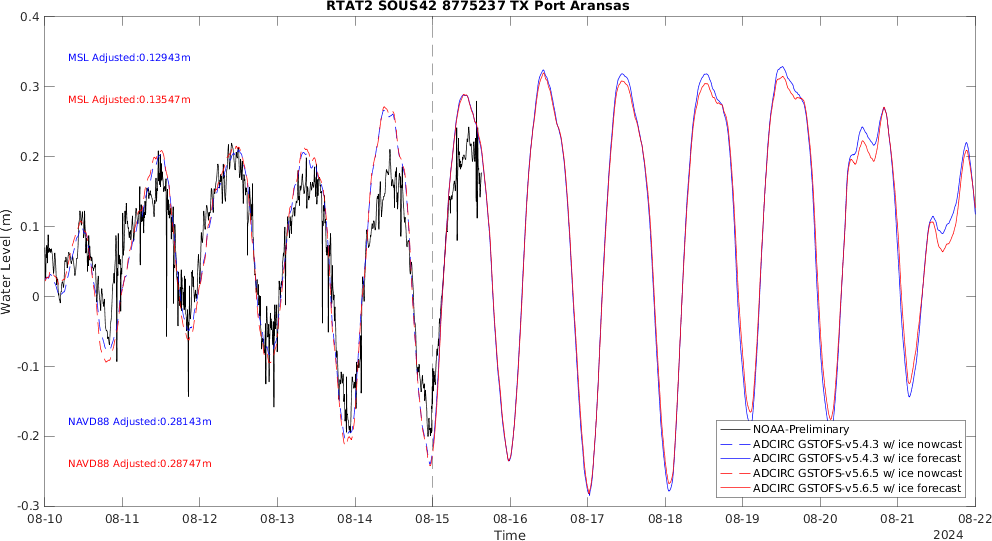 RTAT2 SOUS42 8775237 TX Port Aransas
0.4
0.3
0.2
0.1
0
-0.1
-0.2
-0.3
Water Level (m)
MSL Adjusted:0.12943m
MSL Adjusted:0.13547m
NAVD88 Adjusted:0.28143m
NAVD88 Adjusted:0.28747m
NOAA-Preliminary
ADCIRC GSTOFS-v5.4.3 w/ ice nowcast
ADCIRC GSTOFS-v5.4.3 w/ ice forecast
ADCIRC GSTOFS-v5.6.5 w/ ice nowcast
ADCIRC GSTOFS-v5.6.5 w/ ice forecast
08-10 08-11 08-12 08-13 08-14 08-15 08-16 08-17 08-18 08-19 08-20 08-21 08-22
Time
2024